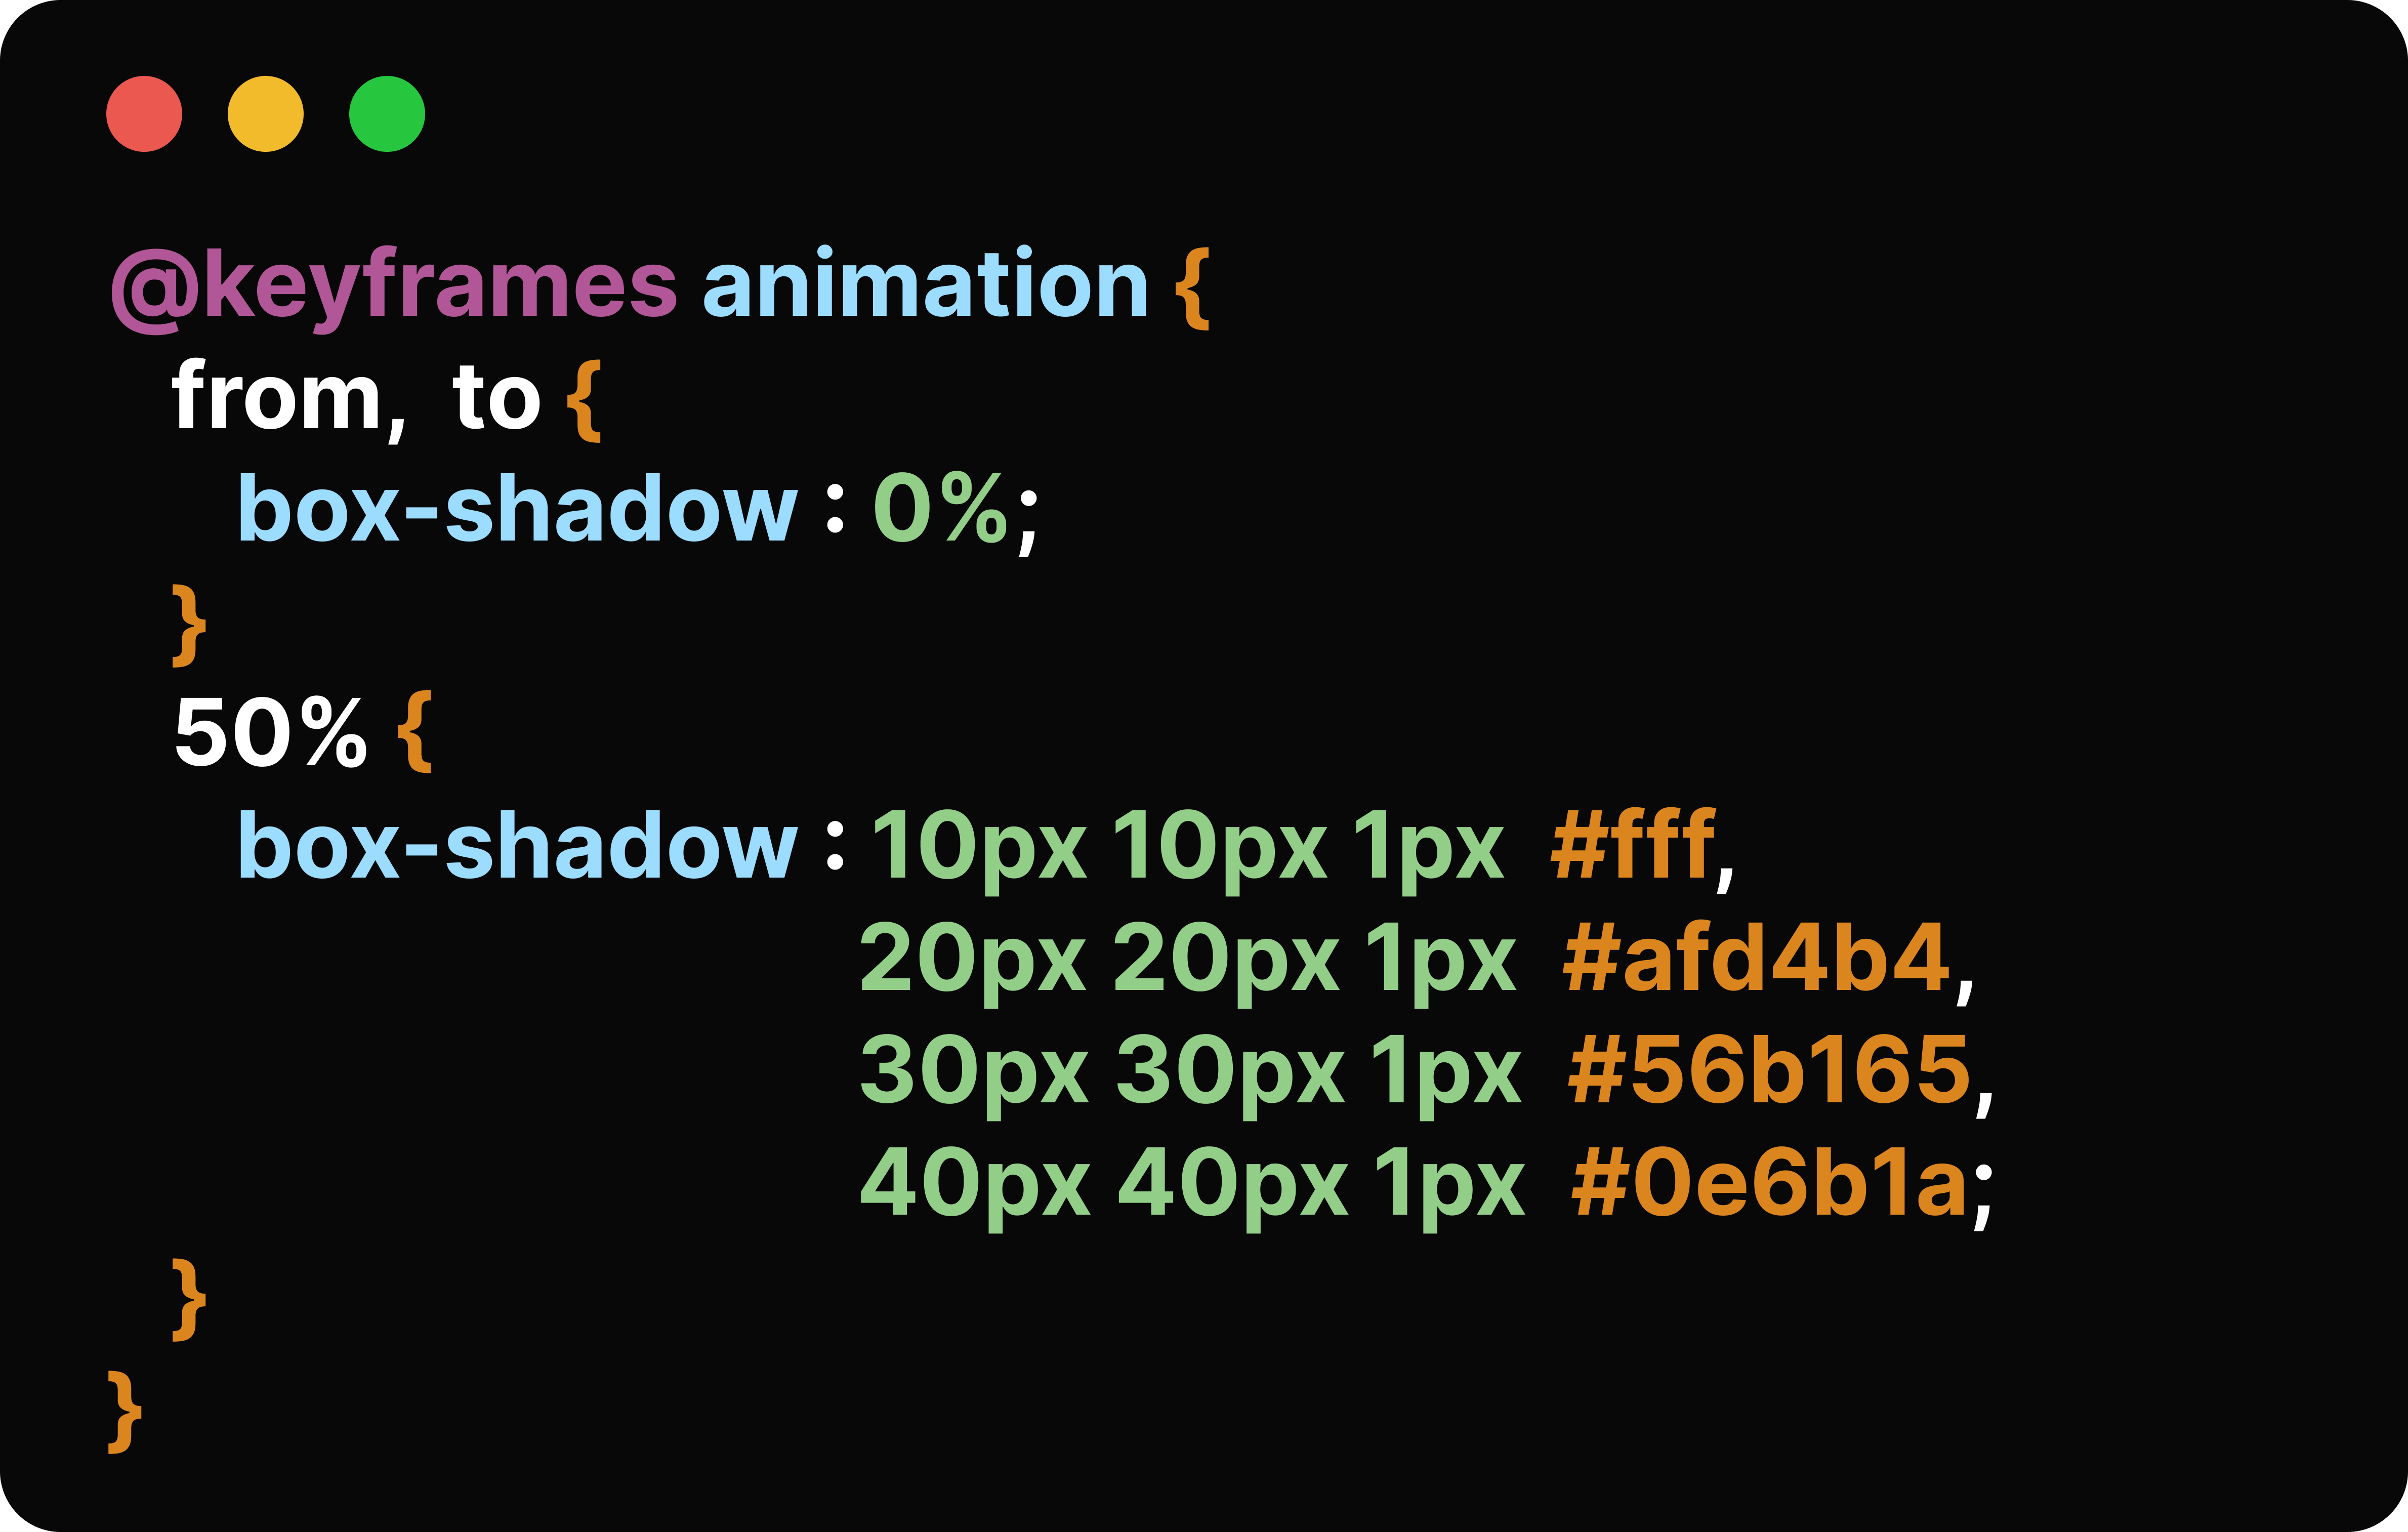 @keyframes animation {
from, to {
box-shadow : 0%;
}
50% {
box-shadow : 10px 10px 1px #fff,
20px 20px 1px #afd4b4,
30px 30px 1px #56b165,
40px 40px 1px #0e6b1a;
}
}